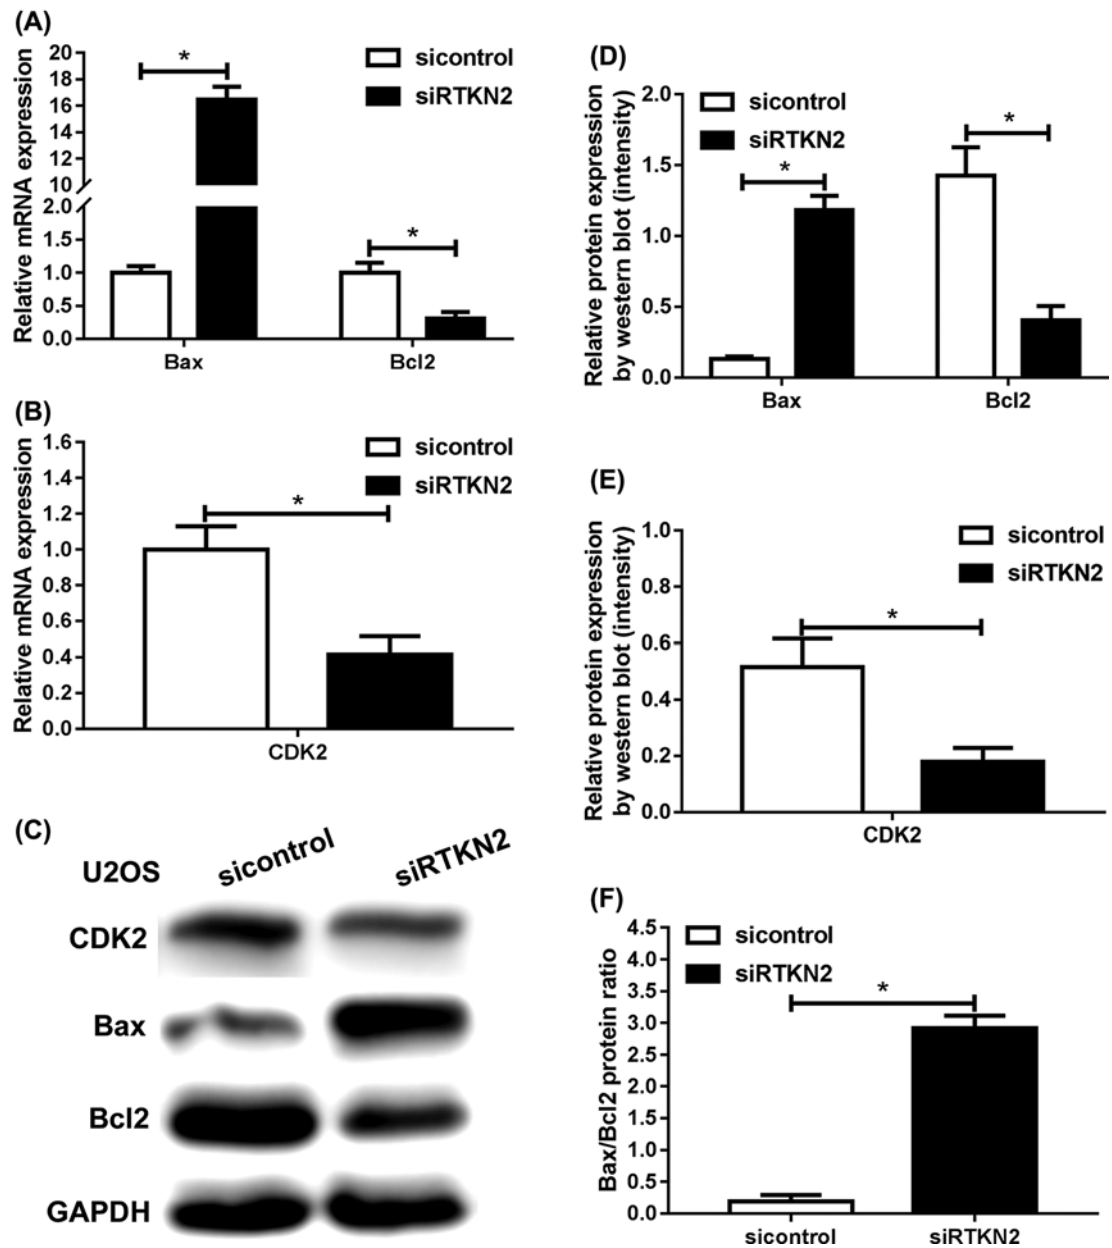 (A)
Relative mRNA expression
20
18
16
14
12
10
2.0
1.5
1.0
0.5
0.0
*
*
sicontrol
siRTKN2
Bax
Bcl2
(B)
Relative mRNA expression
1.6
1.4
1.2
1.0
0.8
0.6
0.4
0.2
0.0
*
sicontrol
siRTKN2
CDK2
(C)
U2OS
sicontrol
siRTKN2
CDK2
Bax
Bcl2
GAPDH
(D)
Relative protein expression
by western blot (intensity)
2.0
1.5
1.0
0.5
0.0
sicontrol
siRTKN2
*
*
Bax
Bcl2
(E)
Relative protein expression
by western blot (intensity)
1.0
0.8
0.6
0.4
0.2
0.0
sicontrol
siRTKN2
*
CDK2
(F)
Bax/Bcl2 protein ratio
4.5
4.0
3.5
3.0
2.5
2.0
1.5
1.0
0.5
0.0
sicontrol
siRTKN2
*
sicontrol
siRTKN2